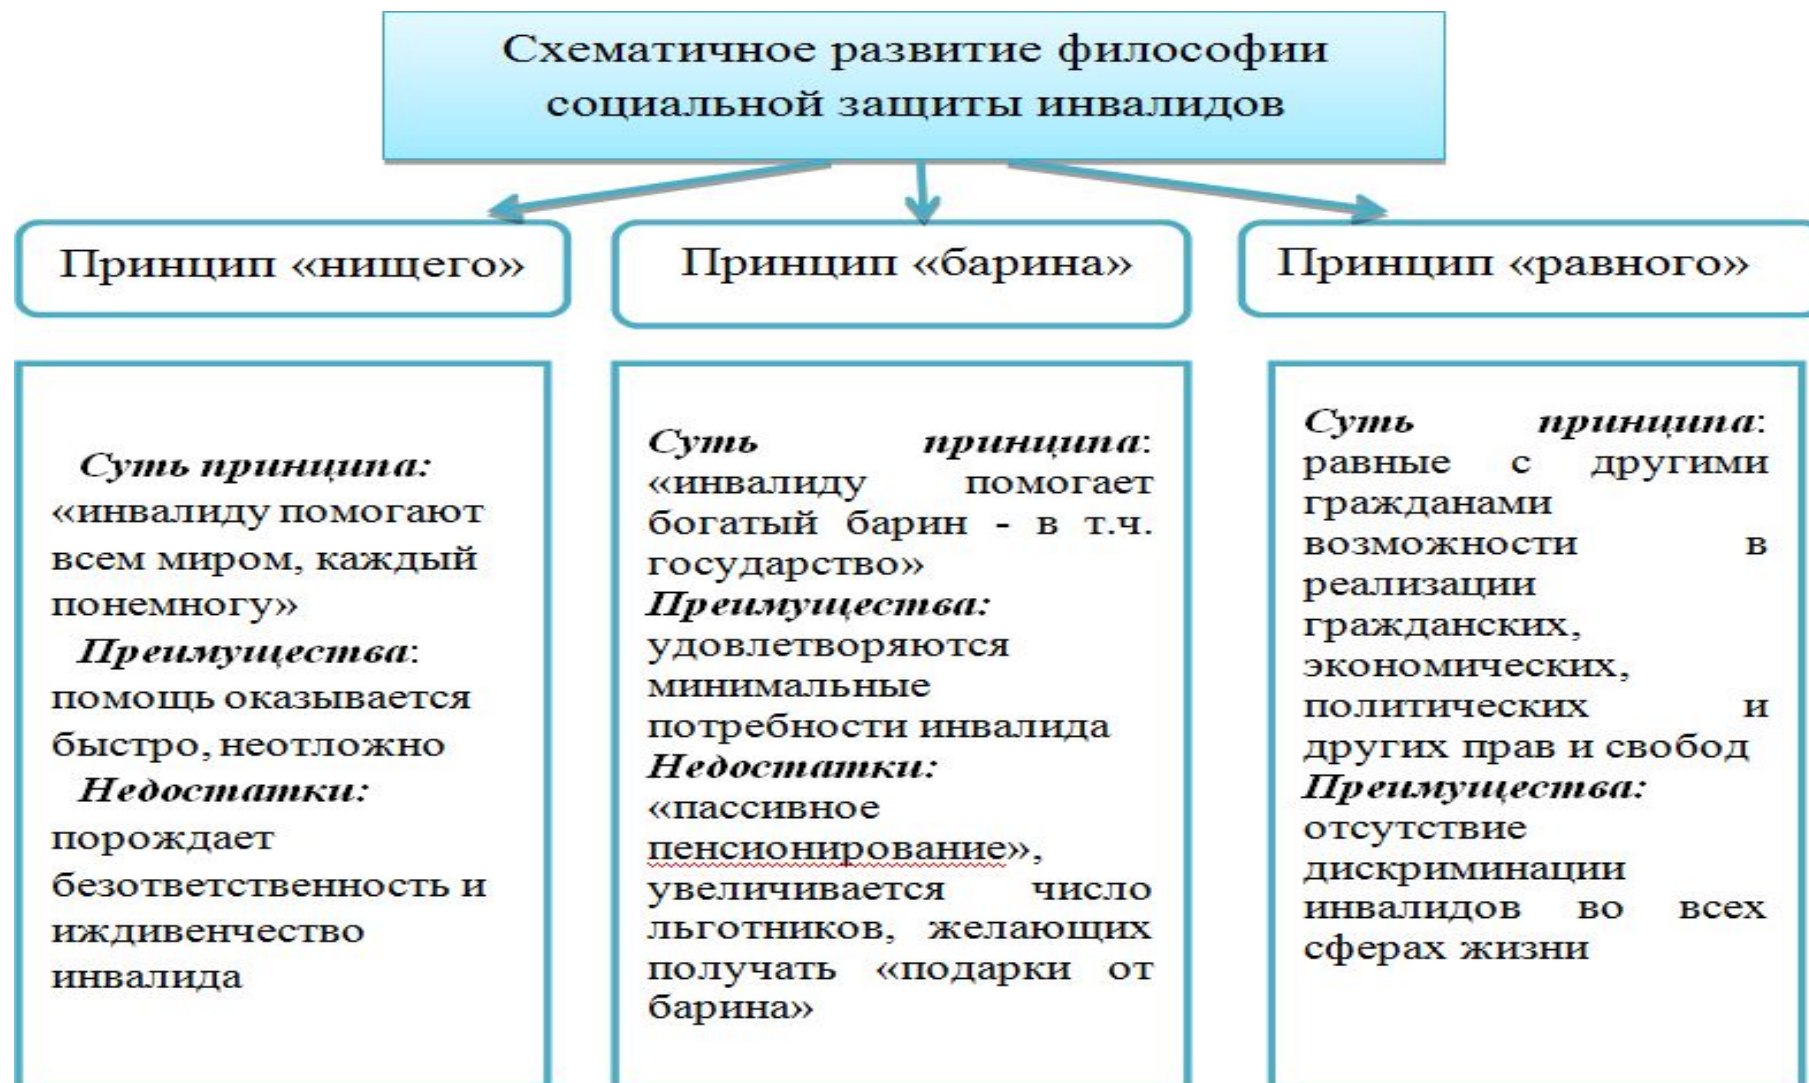 Схематичное развитие философии
социальной защиты инвалидов
Принцип «нищего»
Принцип «барина»
Принцип «равного»
Суть принципа:
«инвалиду помогают
всем миром, каждый
понемногу»
Преимущества:
помощь оказывается
быстро, неотложно
Недостатки:
порождает
безответственность и
иждивенчество
инвалида
Суть принципа:
«инвалиду помогает
богатый барин - в т.ч.
государство»
Преимущества:
удовлетворяются
минимальные
потребности инвалида
Недостатки:
«пассивное
пенсионирование»,
увеличивается число
льготников, желающих
получать «подарки от
барина»
Суть принципа:
равные с другими
гражданами
возможности в
реализации
гражданских,
экономических,
политических и
других прав и свобод
Преимущества:
отсутствие
дискриминации
инвалидов во всех
сферах жизни